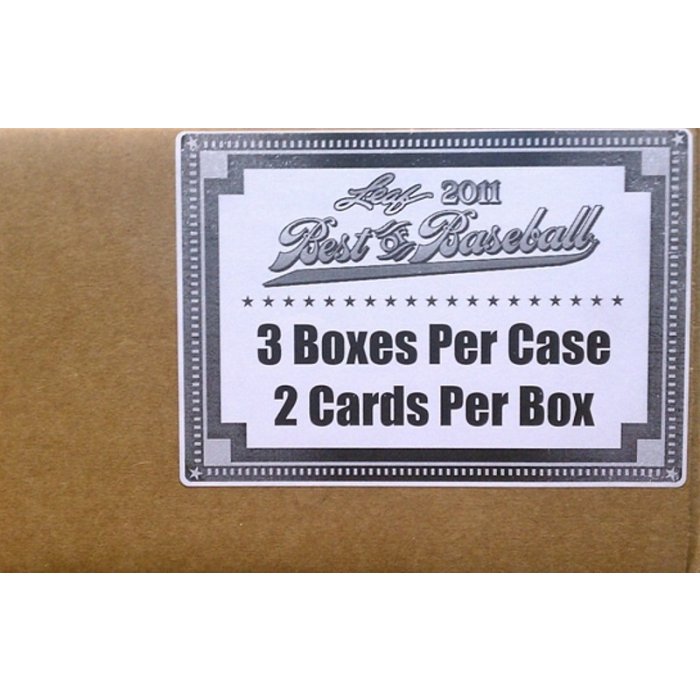 Leaf 2011
Best OF Baseball
3 Boxes Per Case
2 Cards Per Box